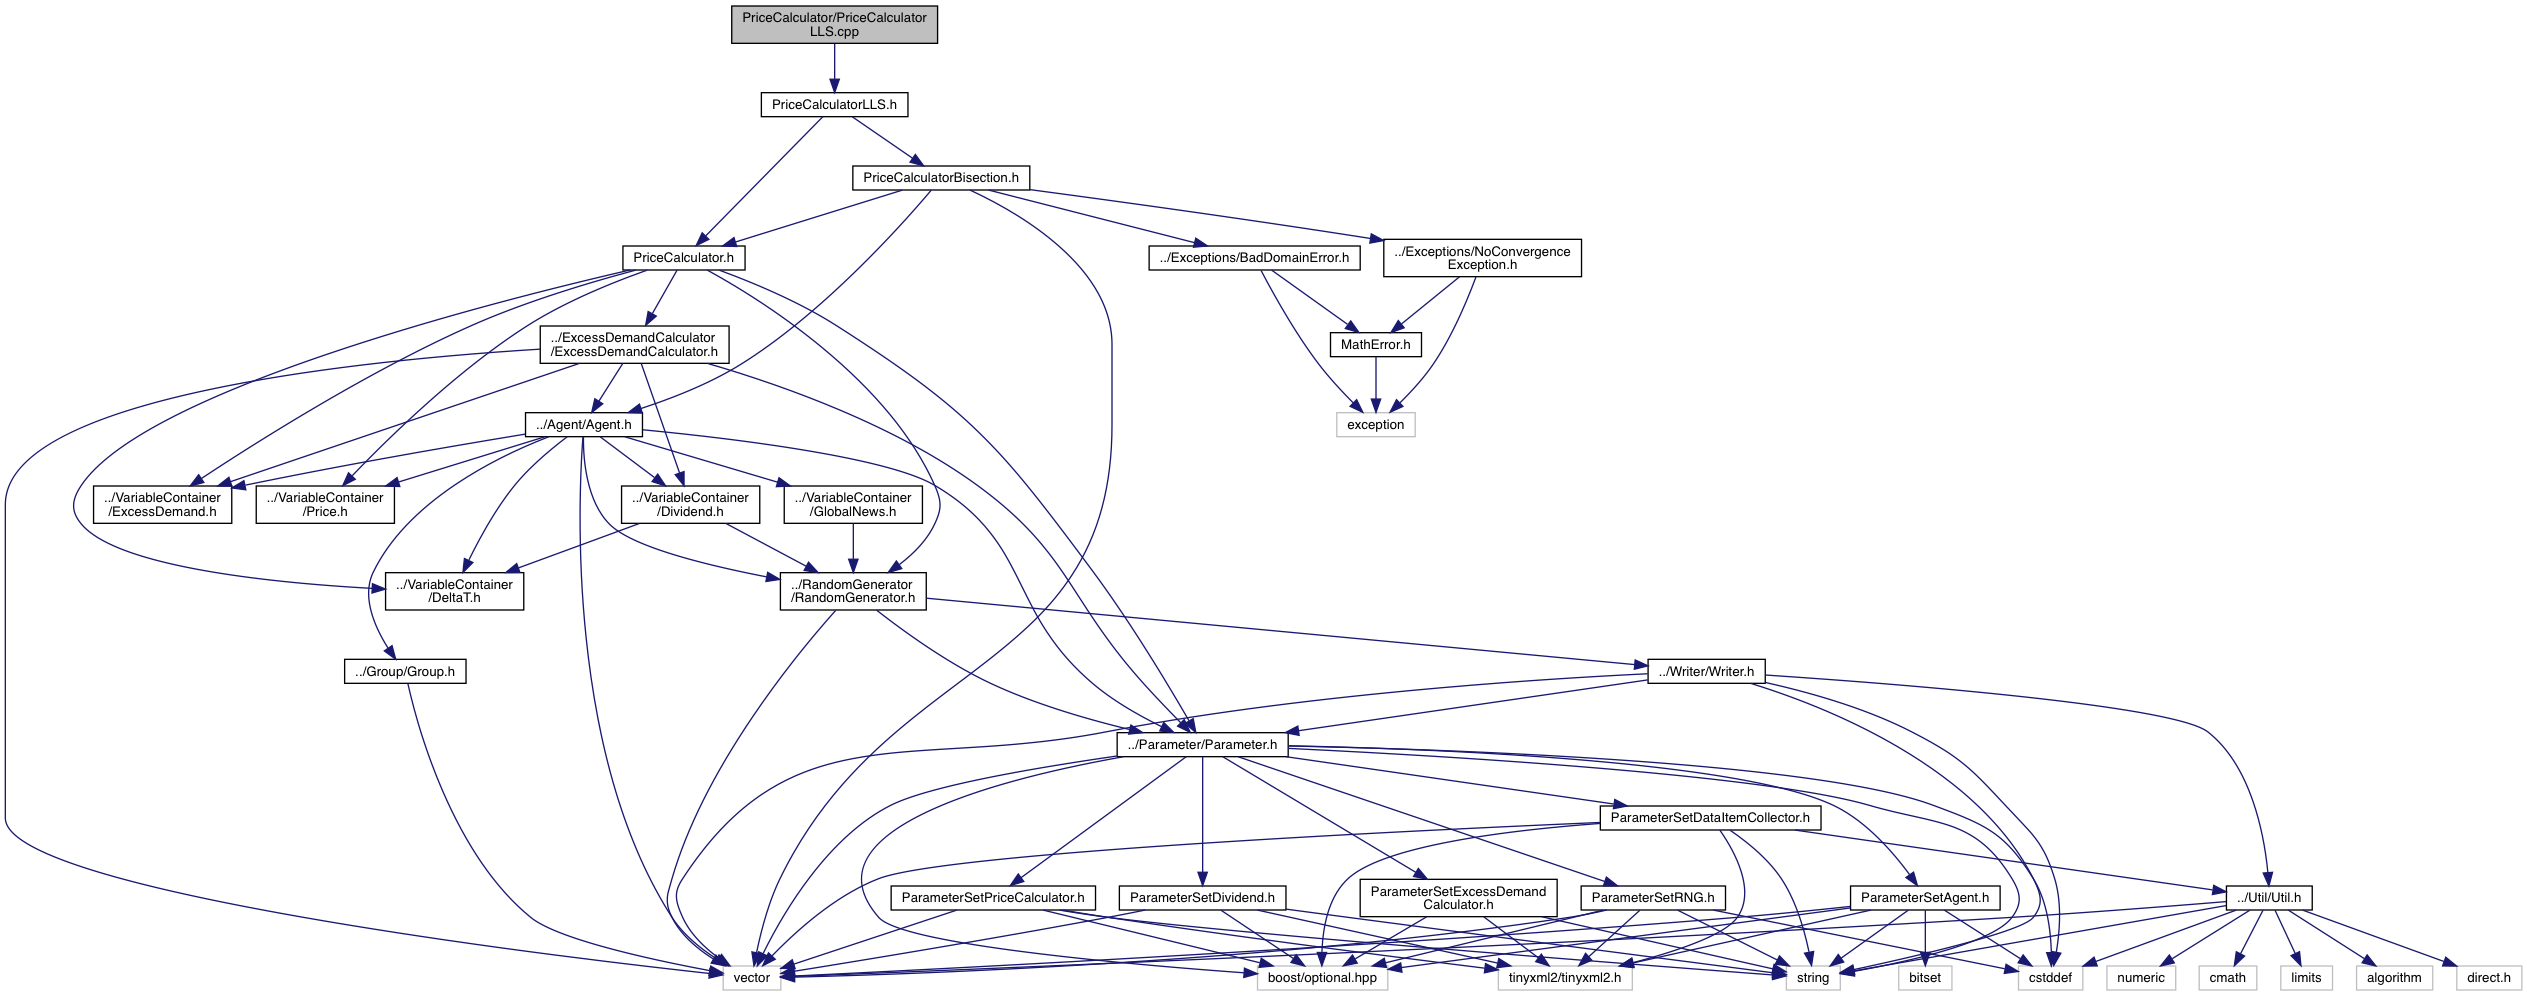 PriceCalculator/PriceCalculator
LLS.cpp
PriceCalculatorLLS.h
PriceCalculatorBisection.h
PriceCalculator.h
../Exceptions/BadDomainError.h
../Exceptions/NoConvergence
Exception.h
../ExcessDemandCalculator
/ExcessDemandCalculator.h
MathError.h
../Agent/Agent.h
exception
../VariableContainer
/ExcessDemand.h
../VariableContainer
/Price.h
../VariableContainer
/Dividend.h
../VariableContainer
/GlobalNews.h
../VariableContainer
/DeltaT.h
../RandomGenerator
/RandomGenerator.h
../Group/Group.h
../Writer/Writer.h
../Parameter/Parameter.h
ParameterSetDataItemCollector.h
ParameterSetPriceCalculator.h
ParameterSetDividend.h
ParameterSetExcessDemand
Calculator.h
ParameterSetRNG.h
ParameterSetAgent.h
../Util/Util.h
vector
boost/optional.hpp
tinyxml2/tinyxml2.h
string
bitset
cstddef
numeric
cmath
limits
algorithm
direct.h